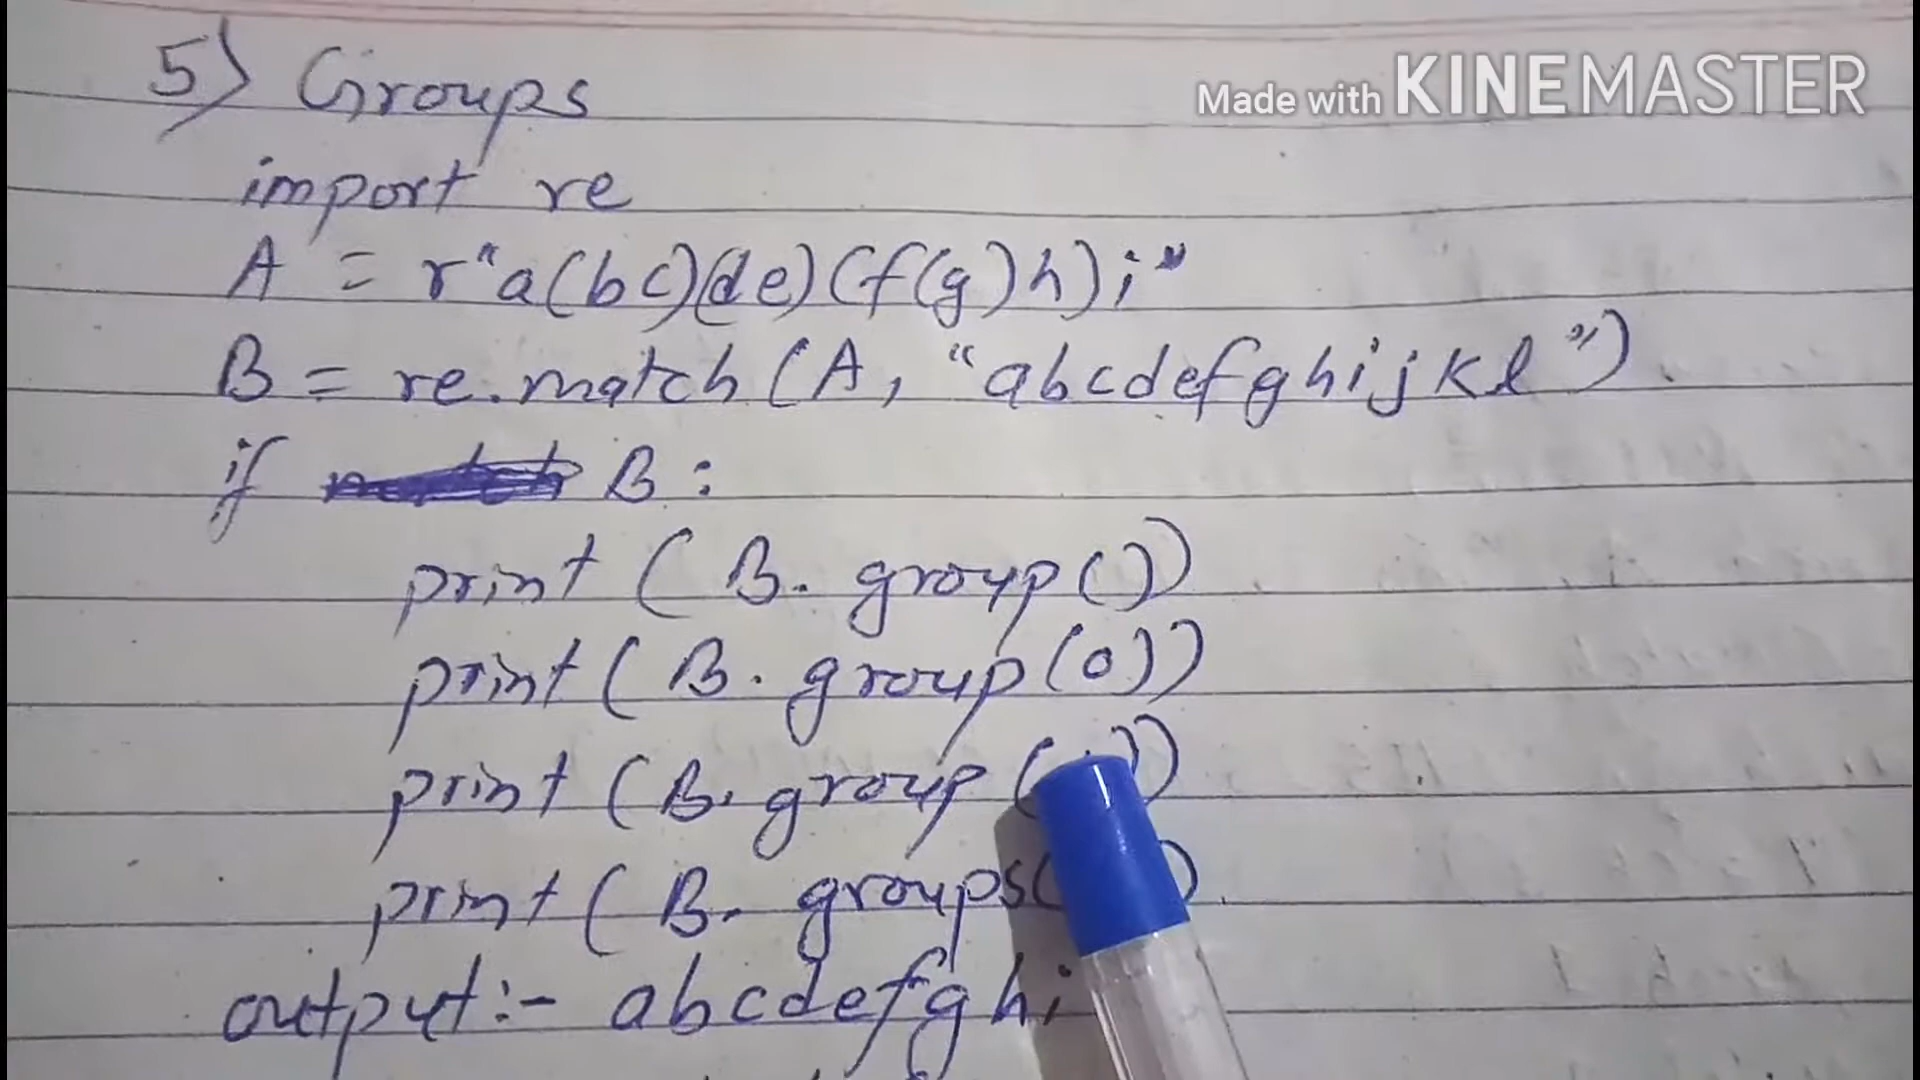 5) Groups
Made with KINEMASTER
import re
A = r"a(bc)(de)(f(g)h)i"
B = re.match(A, "abcdefghijkl").
if B:
print (B. group())
print (B. group(0))
print (B. group (
print (B. groups(
output:- abcdefghi